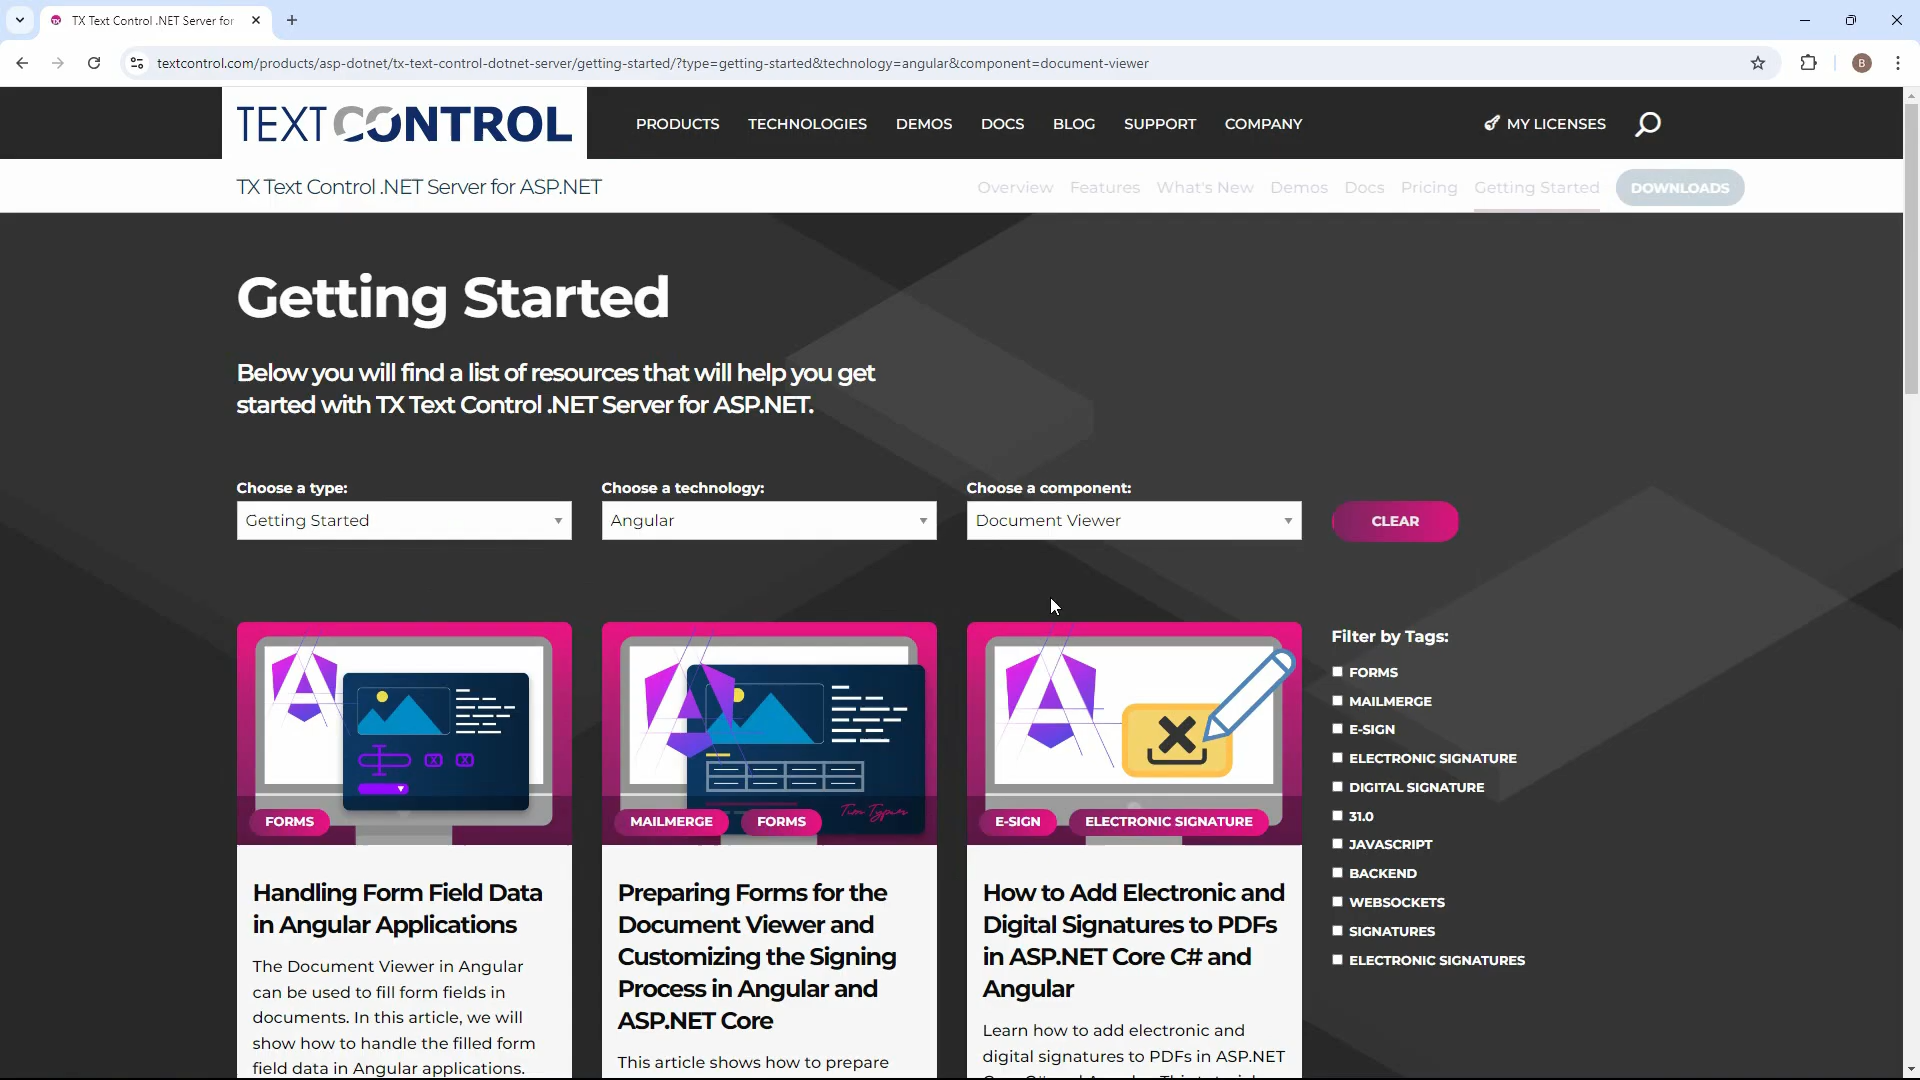 TX Text Control .NET Server for
textcontrol.com/products/asp-dotnet/tx-text-control-dotnet-server/getting-started/?type=getting-started&technology=angular&component=document-viewer
B
TEXT CONTROL
PRODUCTS
TECHNOLOGIES
DEMOS
DOCS
BLOG
SUPPORT
COMPANY
MY LICENSES
TX Text Control .NET Server for ASP.NET
Overview
Features
What's New
Demos
Docs
Pricing
Getting Started
DOWNLOADS
Getting Started
Below you will find a list of resources that will help you get
started with TX Text Control .NET Server for ASP.NET.
Choose a type:
Getting Started
Choose a technology:
Angular
Choose a component:
Document Viewer
CLEAR
FORMS
Handling Form Field Data
in Angular Applications
The Document Viewer in Angular
can be used to fill form fields in
documents. In this article, we will
show how to handle the filled form
field data in Angular applications.
Tim Typer
MAILMERGE
FORMS
Preparing Forms for the
Document Viewer and
Customizing the Signing
Process in Angular and
ASP.NET Core
This article shows how to prepare
E-SIGN
ELECTRONIC SIGNATURE
How to Add Electronic and
Digital Signatures to PDFs
in ASP.NET Core C# and
Angular
Learn how to add electronic and
digital signatures to PDFs in ASP.NET
Filter by Tags:
FORMS
MAILMERGE
E-SIGN
ELECTRONIC SIGNATURE
DIGITAL SIGNATURE
31.0
JAVASCRIPT
BACKEND
WEBSOCKETS
SIGNATURES
ELECTRONIC SIGNATURES